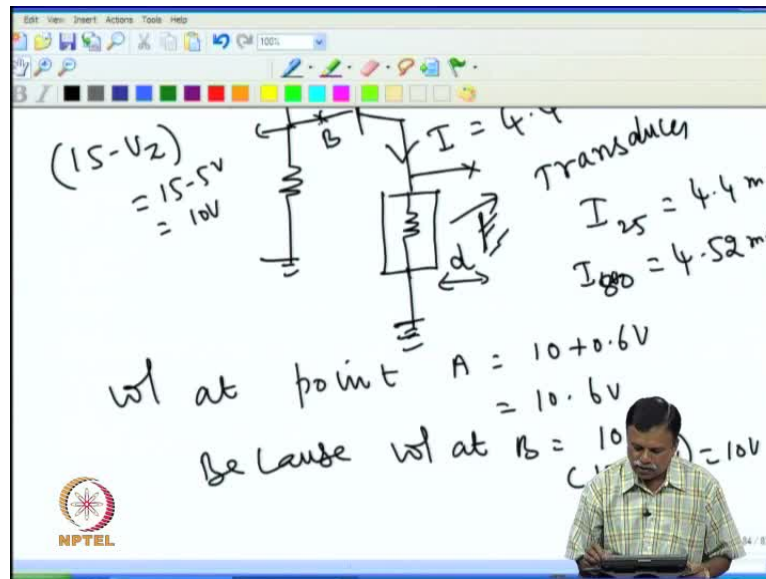 Edit View Insert Actions Tools Help
100%
B I
(15-V2)
= 15-5V
= 10V
B
I = 4.4
Transducer
I25 = 4.4 m
= 4.52 m
d
vol at point A = 10+0.6V
= 10.6V
Because vol at B = 10
= 10V
NPTEL